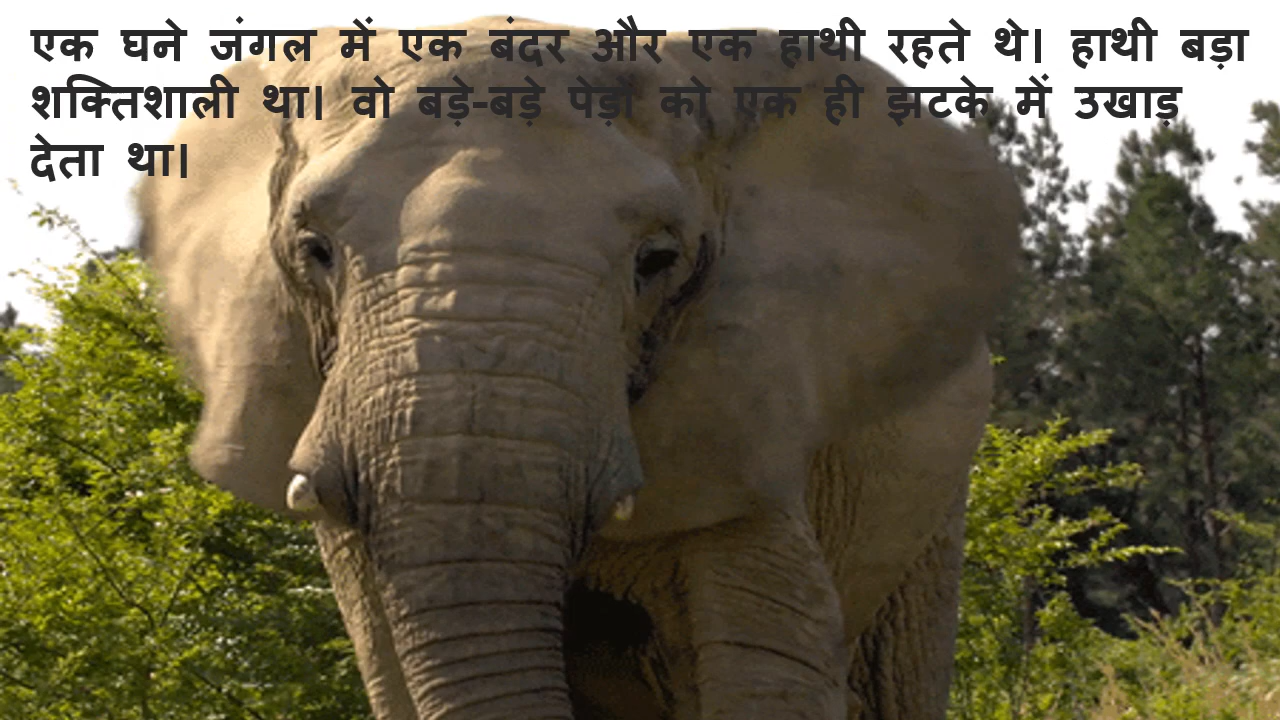 एक घने जंगल में एक बंदर और एक हाथी रहते थे। हाथी बड़ा
शक्तिशाली था। वो बड़े-बड़े पेड़ों को एक ही झटके में उखाड़
देता था।